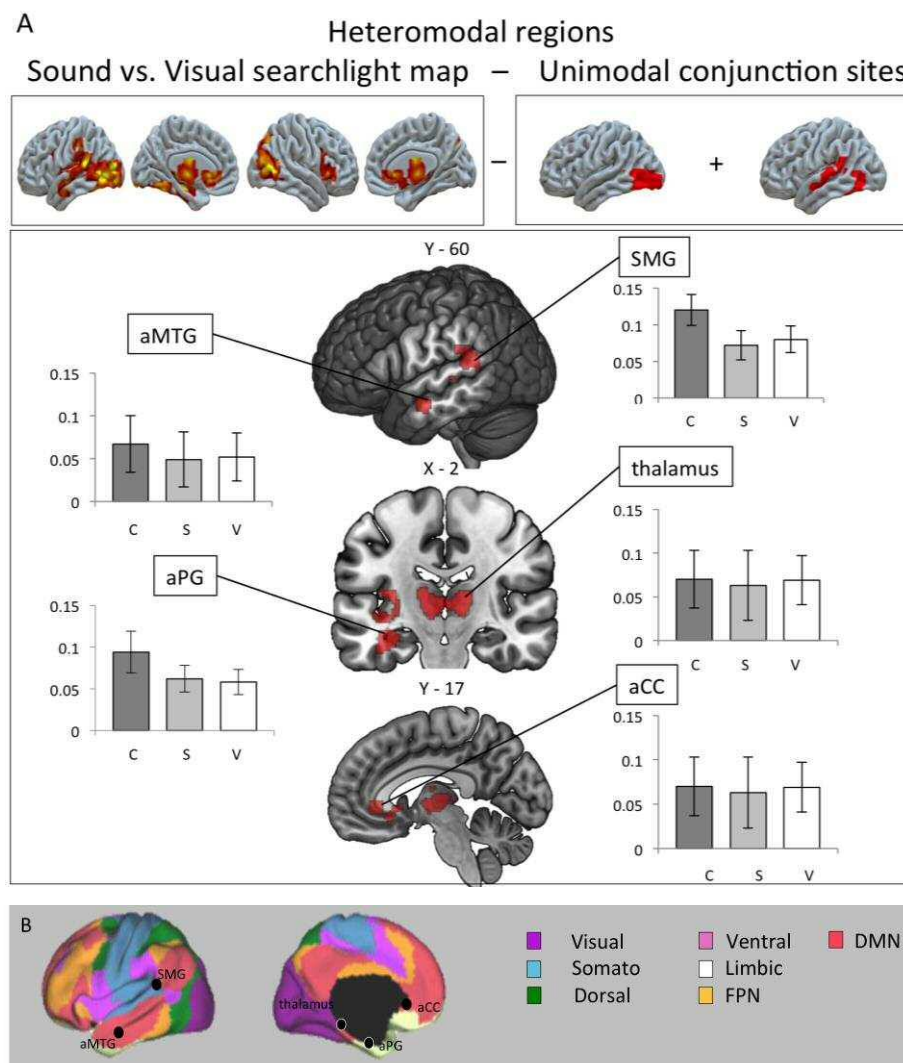 A
Heteromodal regions
Sound vs. Visual searchlight map – Unimodal conjunction sites
– +
Y - 60
SMG
aMTG
0.15
0.1
0.05
0
C S V
0.15
0.1
0.05
0
C S V
X - 2
thalamus
aPG
0.15
0.1
0.05
0
C S V
0.15
0.1
0.05
0
C S V
Y - 17
aCC
0.15
0.1
0.05
0
C S V
B
SMG
aMTG
thalamus
aCC
aPG
Visual Ventral DMN
Somato Limbic
Dorsal FPN